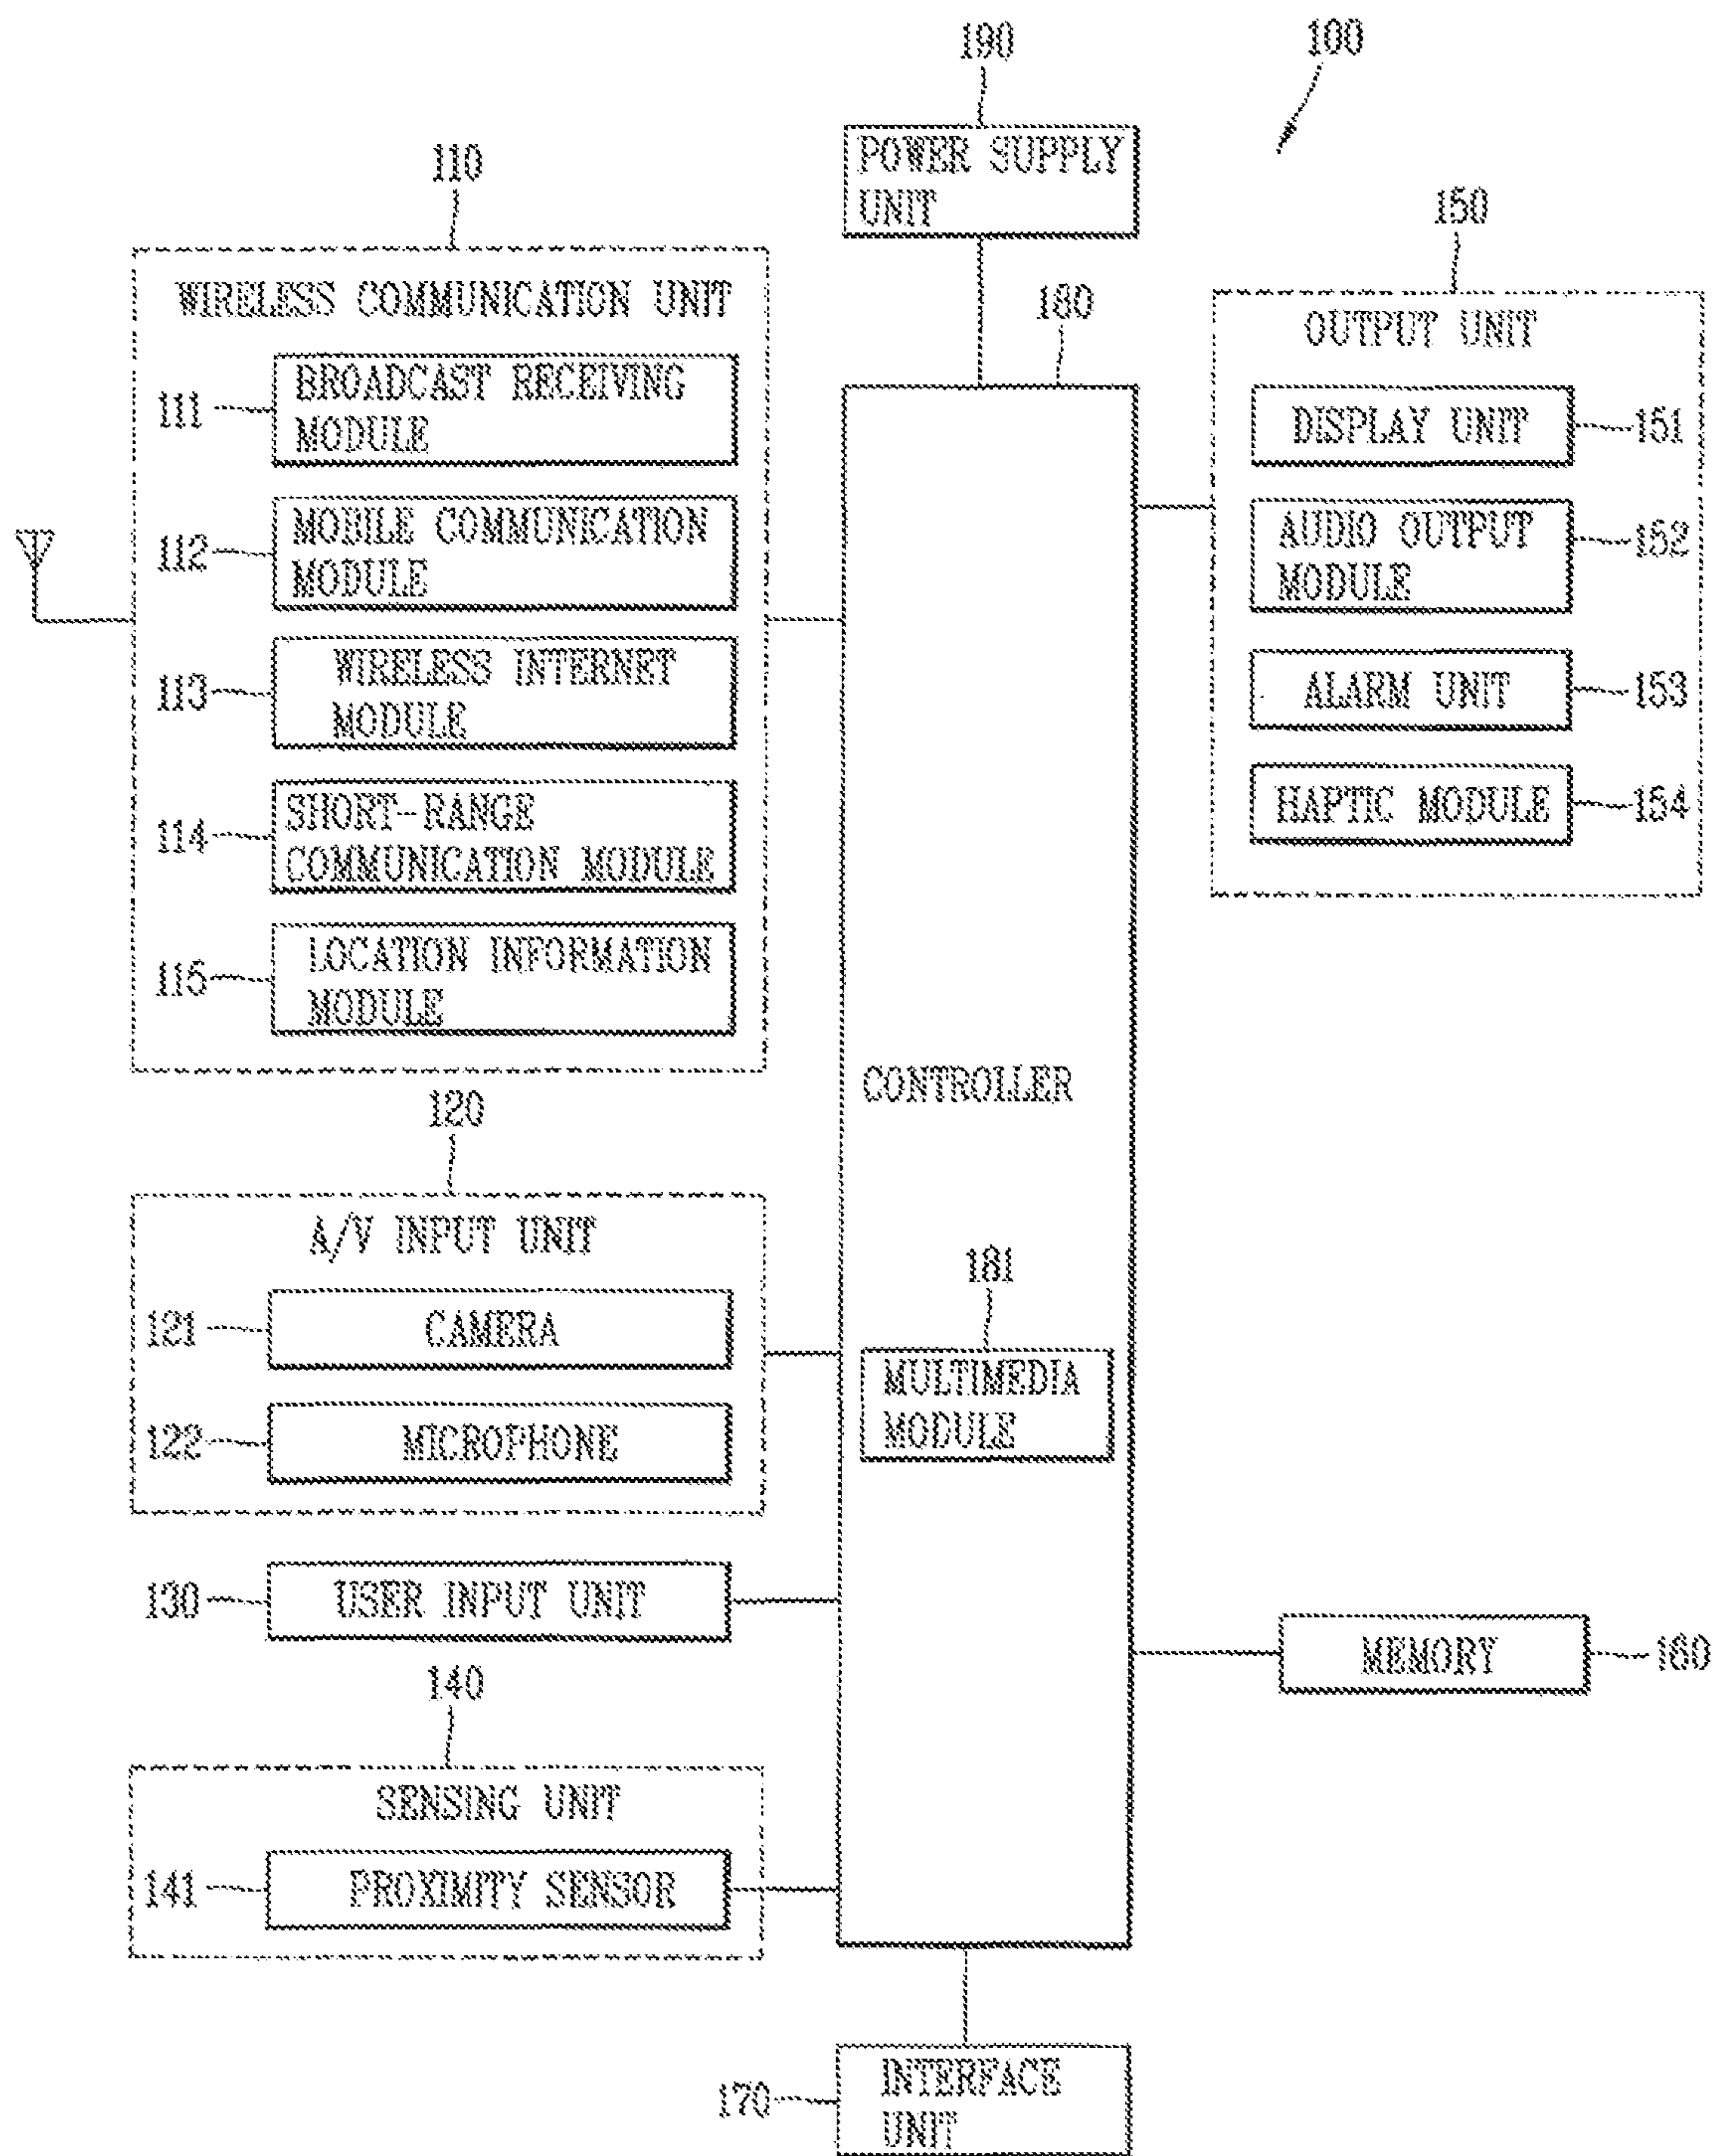 190
100
POWER SUPPLY
UNIT
110
WIRELESS COMMUNICATION UNIT
111
BROADCAST RECEIVING
MODULE
112
MOBILE COMMUNICATION
MODULE
113
WIRELESS INTERNET
MODULE
114
SHORT-RANGE
COMMUNICATION MODULE
115
LOCATION INFORMATION
MODULE
120
A/V INPUT UNIT
121
CAMERA
122
MICROPHONE
130
USER INPUT UNIT
140
SENSING UNIT
141
PROXIMITY SENSOR
180
CONTROLLER
181
MULTIMEDIA
MODULE
150
OUTPUT UNIT
DISPLAY UNIT
151
AUDIO OUTPUT
MODULE
152
ALARM UNIT
153
HAPTIC MODULE
154
MEMORY
160
170
INTERFACE
UNIT